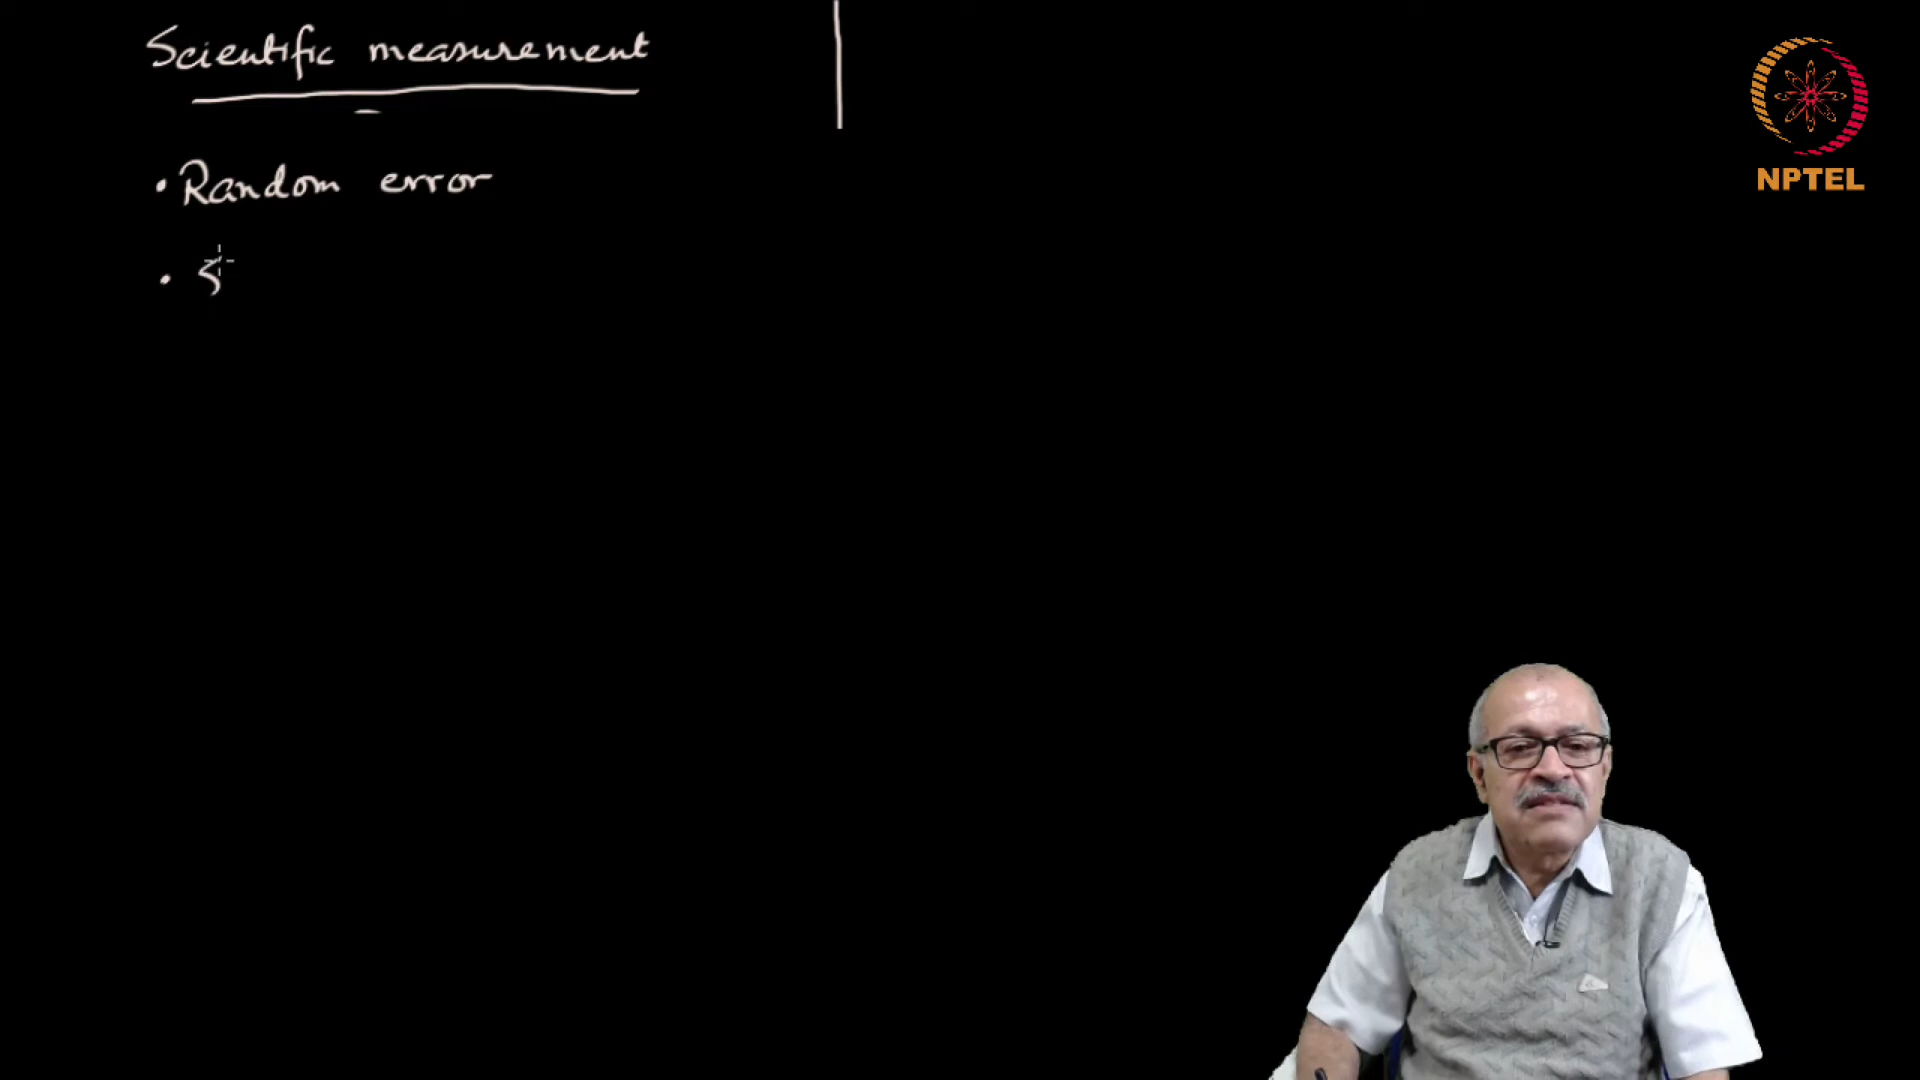 Scientific measurement
• Random error
• S
NPTEL